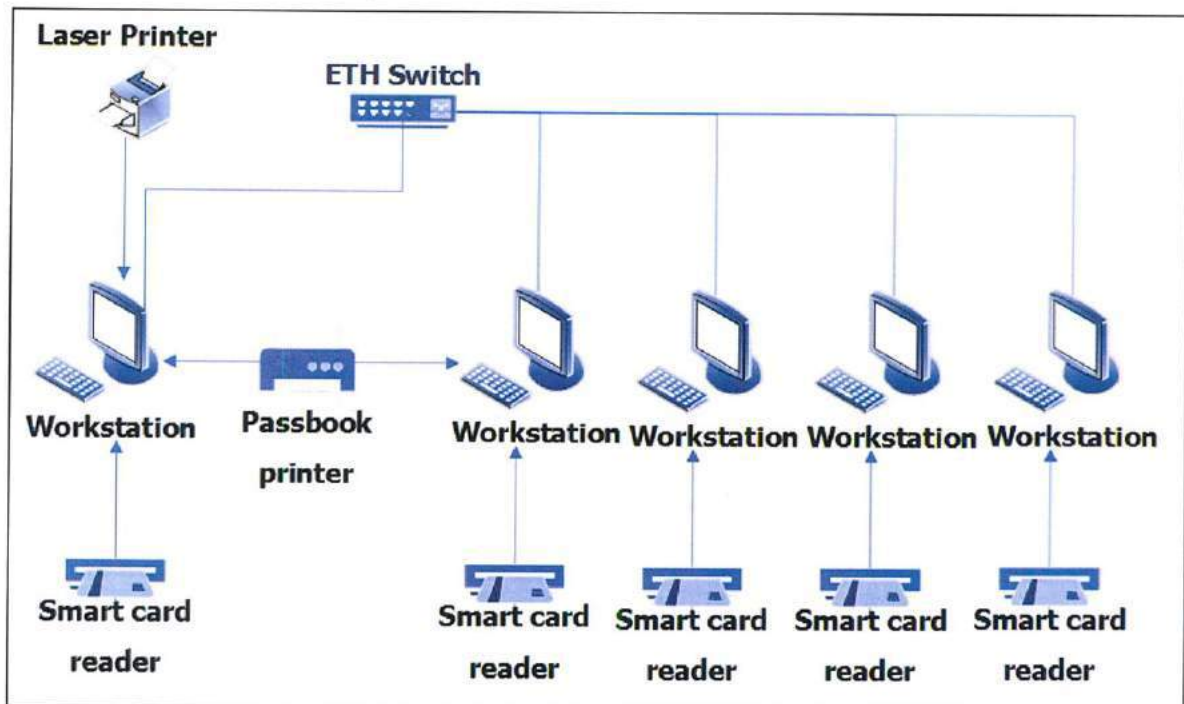 Laser Printer
ETH Switch
Workstation
Passbook
printer
Workstation
Workstation
Workstation
Workstation
Smart card
reader
Smart card
reader
Smart card
reader
Smart card
reader
Smart card
reader